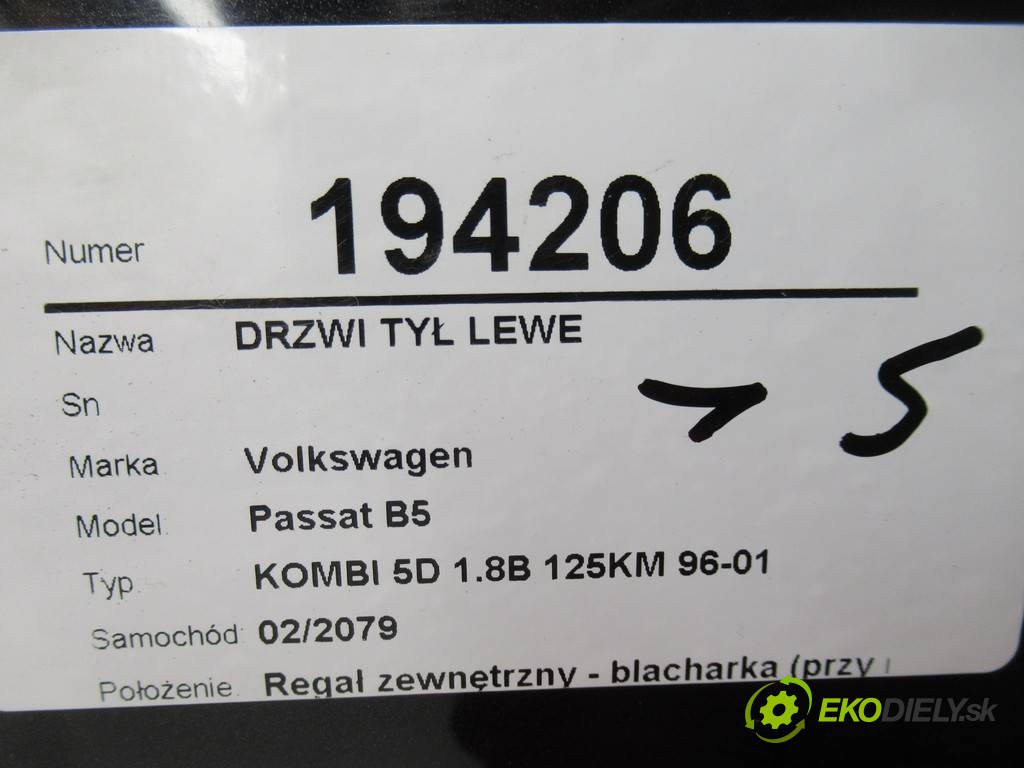 Numer 194206
Nazwa DRZWI TYŁ LEWE
Sn
Marka Volkswagen
Model: Passat B5
Typ KOMBI 5D 1.8B 125KM 96-01
Samochód: 02/2079
Położenie. Regał zewnętrzny - blacharka (przy
5
EKODIELY.sk